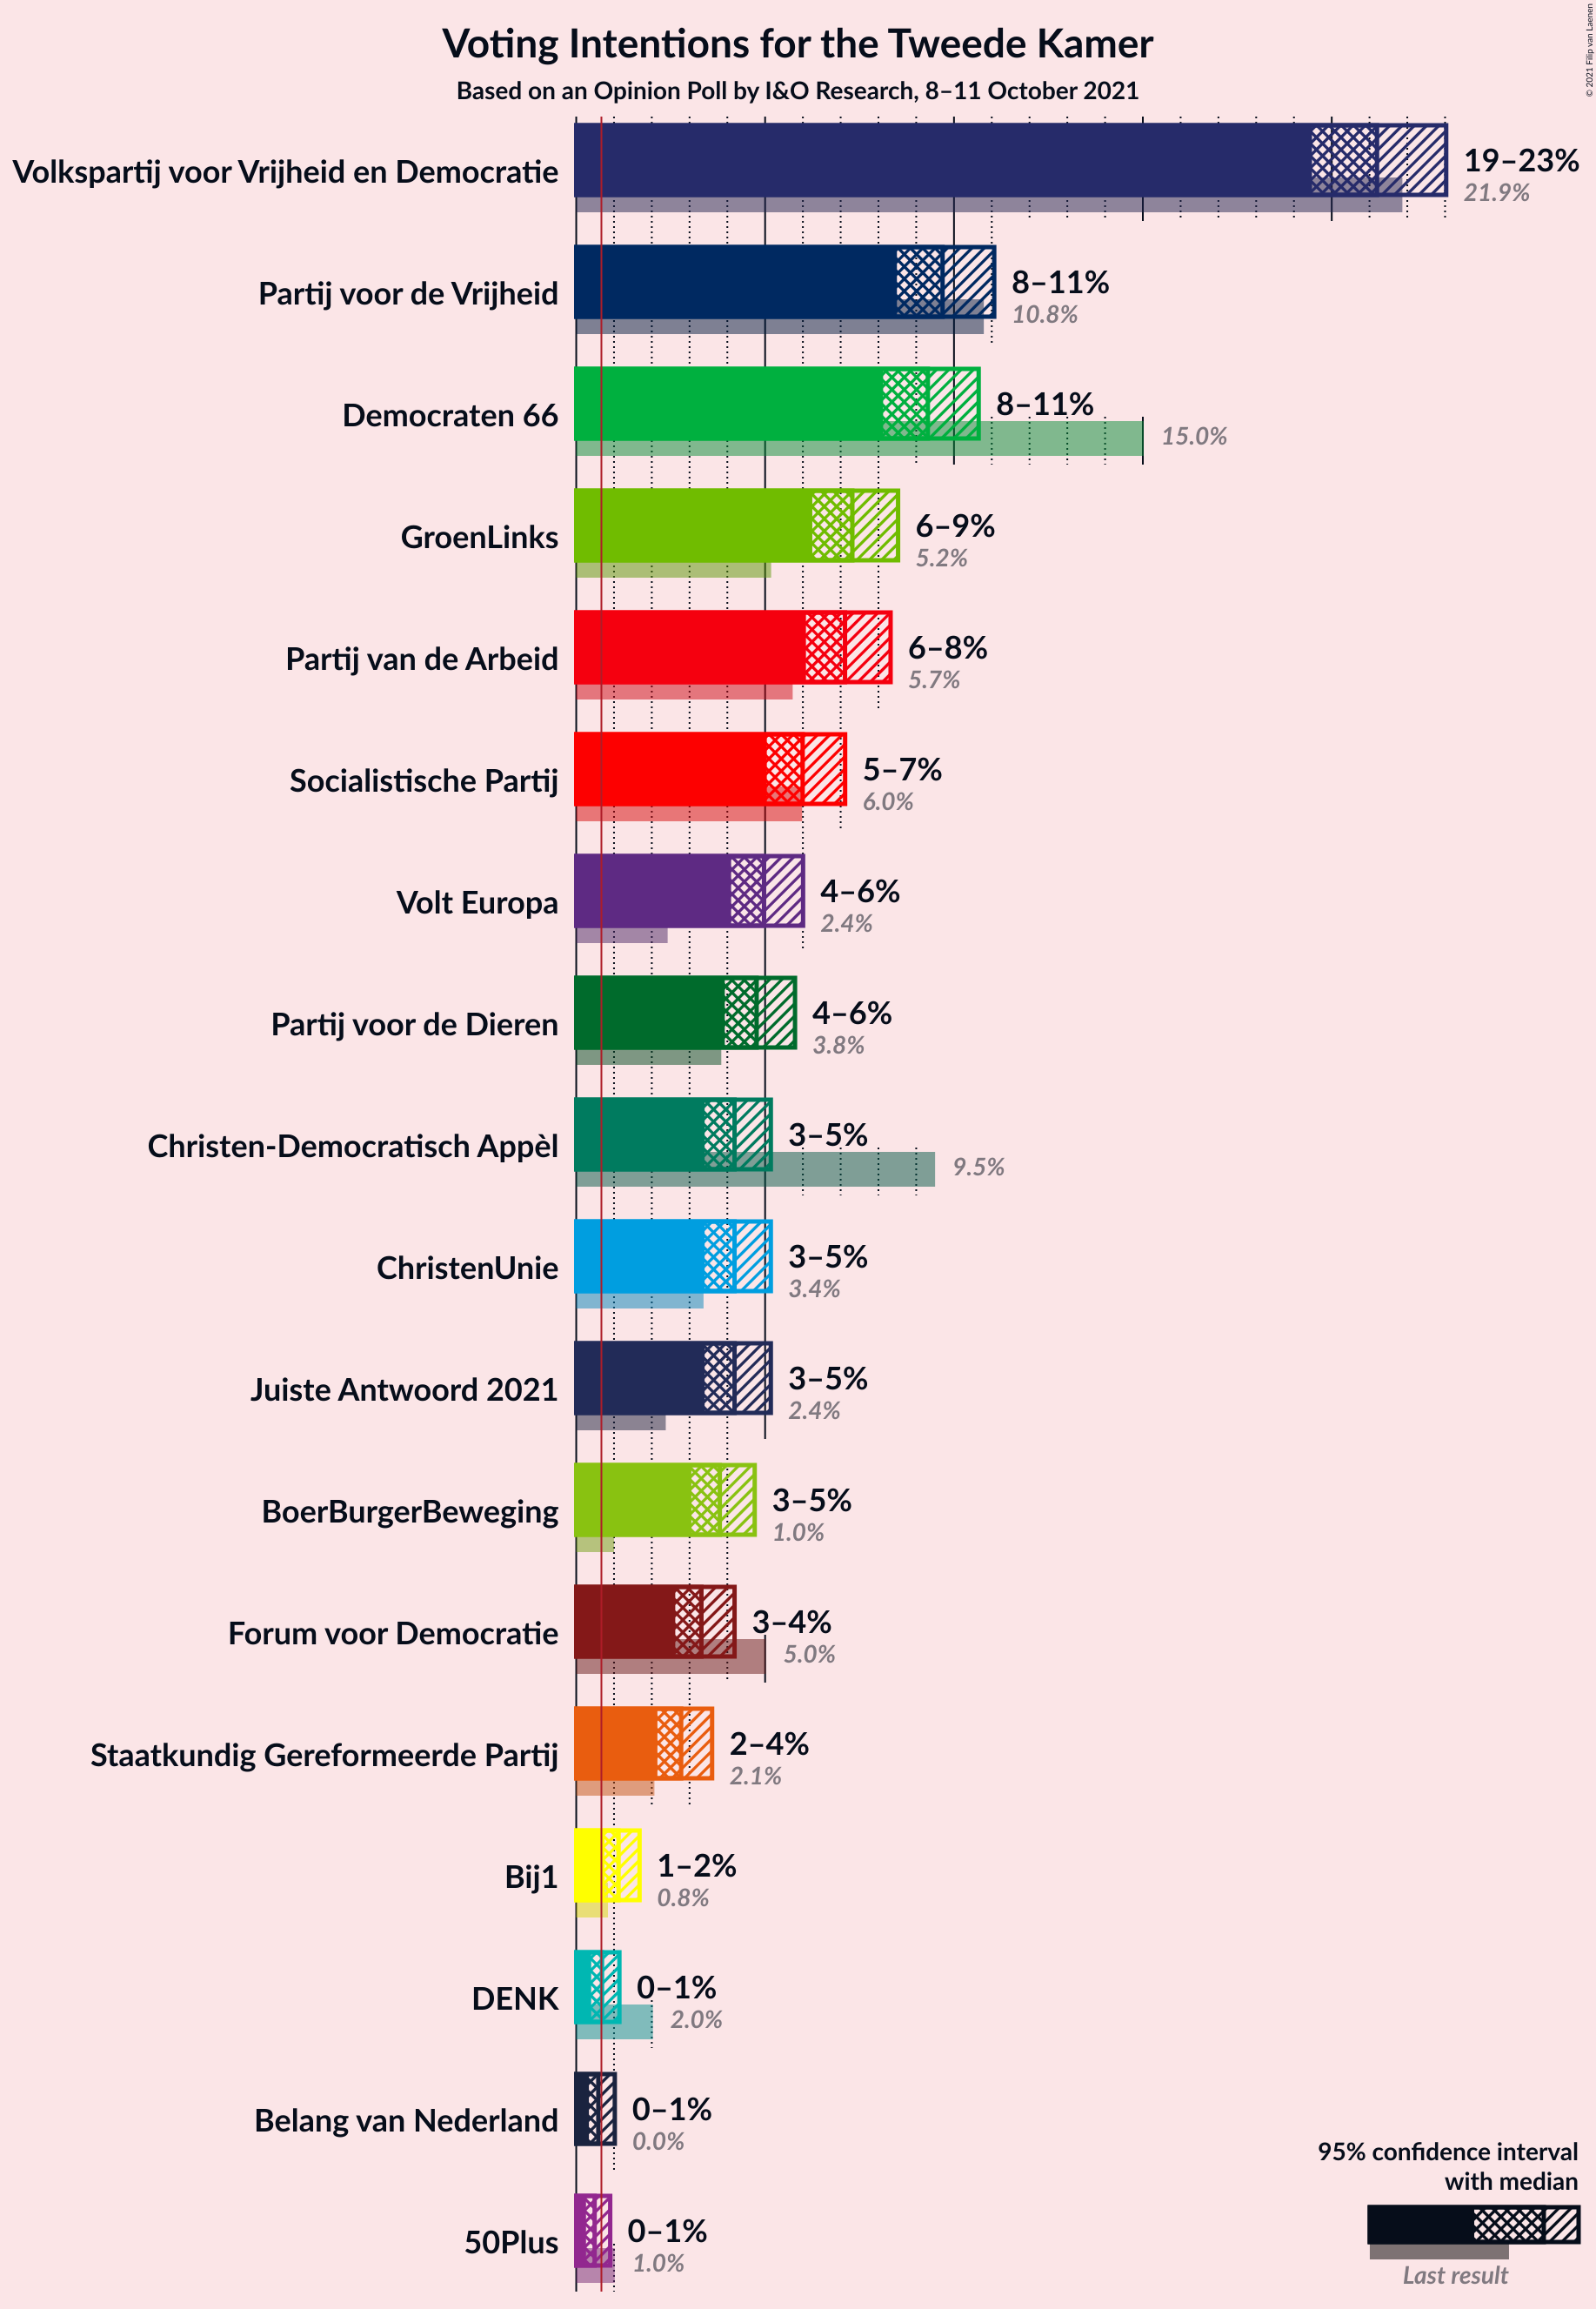 Voting Intentions for the Tweede Kamer
Based on an Opinion Poll by I&O Research, 8–11 October 2021
© 2021 Filip van Laenen
Volkspartij voor Vrijheid en Democratie
19–23%
21.9%
Partij voor de Vrijheid
8–11%
10.8%
Democraten 66
8–11%
15.0%
GroenLinks
6–9%
5.2%
Partij van de Arbeid
6–8%
5.7%
Socialistische Partij
5–7%
6.0%
Volt Europa
4–6%
2.4%
Partij voor de Dieren
4–6%
3.8%
Christen-Democratisch Appèl
3–5%
9.5%
ChristenUnie
3–5%
3.4%
Juiste Antwoord 2021
3–5%
2.4%
BoerBurgerBeweging
3–5%
1.0%
Forum voor Democratie
3–4%
5.0%
Staatkundig Gereformeerde Partij
2–4%
2.1%
Bij1
1–2%
0.8%
DENK
0–1%
2.0%
Belang van Nederland
0–1%
0.0%
50Plus
0–1%
1.0%
95% confidence interval
with median
Last result